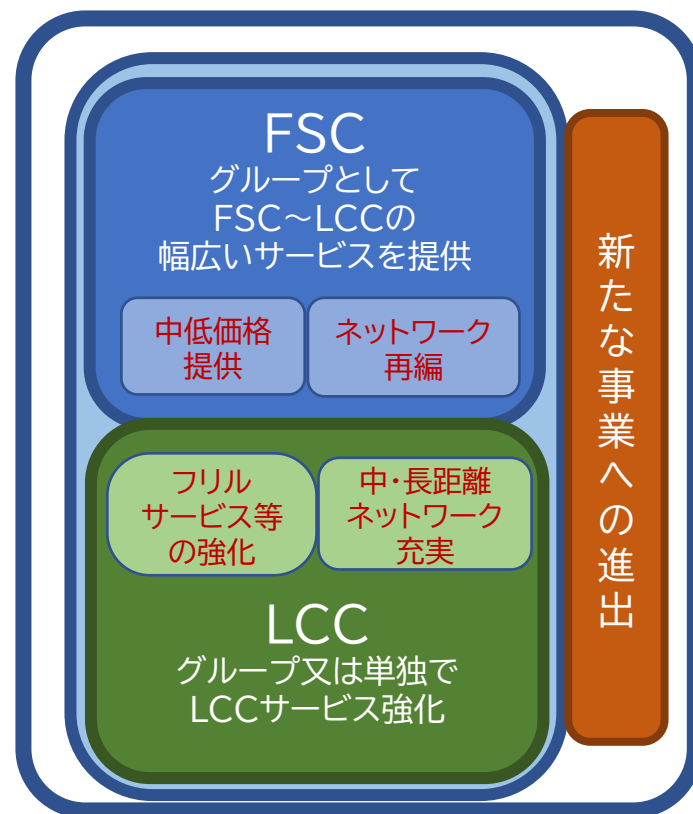 FSC
グループとして
FSC～LCCの
幅広いサービスを提供
中低価格
提供
ネットワーク
再編
フリル
サービス等
の強化
中・長距離
ネットワーク
充実
LCC
グループ又は単独で
LCCサービス強化
新たな事業への進出